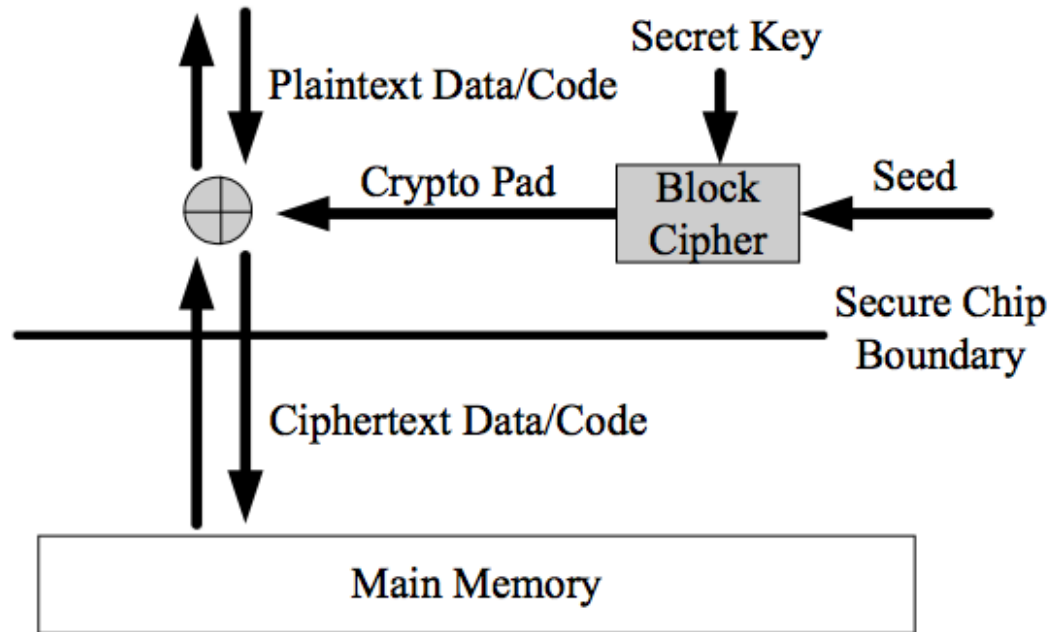 Secret Key
Plaintext Data/Code
Crypto Pad
Block
Cipher
Seed
Secure Chip
Boundary
Ciphertext Data/Code
Main Memory